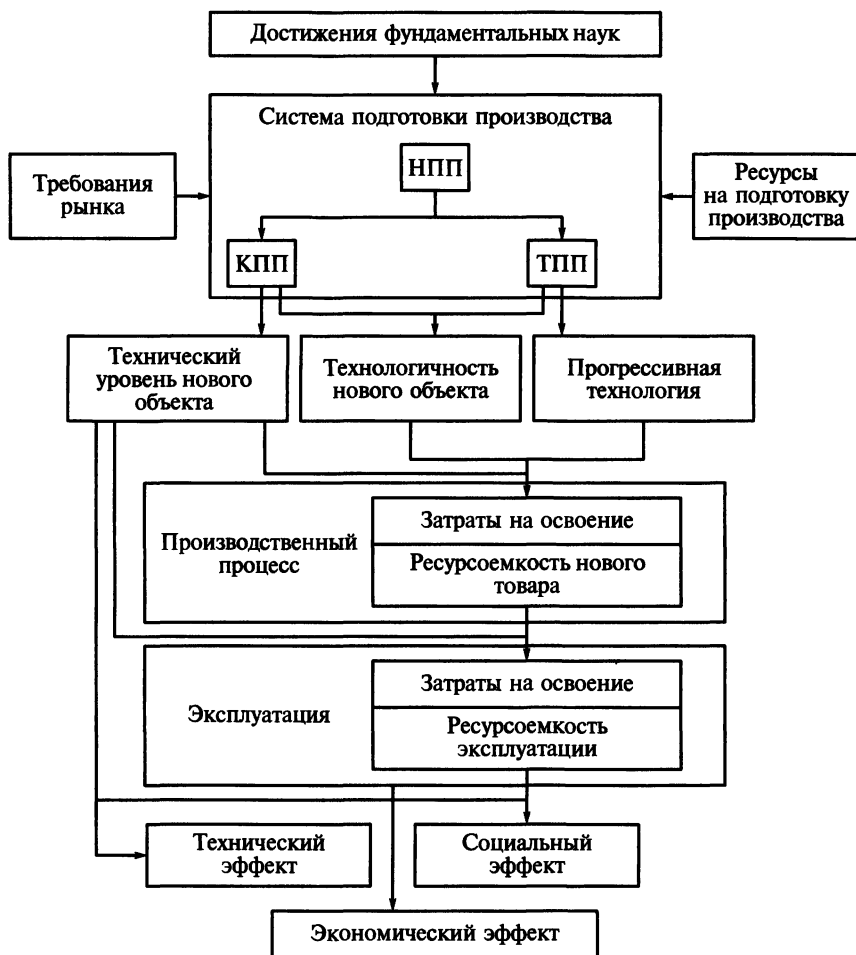 Достижения фундаментальных наук
Система подготовки производства
НПП
Требования
рынка
Ресурсы
на подготовку
производства
КПП
ТПП
Технический
уровень нового
объекта
Технологичность
нового объекта
Прогрессивная
технология
Производственный
процесс
Затраты на освоение
Ресурсоемкость нового
товара
Эксплуатация
Затраты на освоение
Ресурсоемкость
эксплуатации
Технический
эффект
Социальный
эффект
Экономический эффект